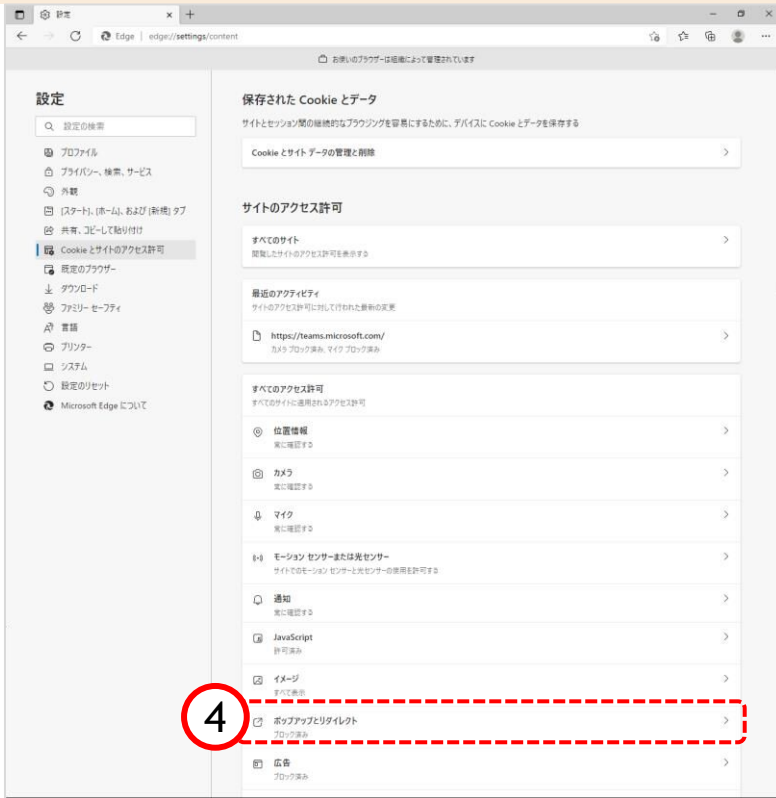 設定
Edge | edge://settings/content
お使いのブラウザーは組織によって管理されています
設定
設定の検索
プロファイル
プライバシー、検索、サービス
外観
[スタート]、[ホーム]、および [新規] タブ
共有、コピーして貼り付け
Cookie とサイトのアクセス許可
既定のブラウザー
ダウンロード
ファミリー セーフティ
言語
プリンター
システム
設定のリセット
Microsoft Edge について
保存された Cookie とデータ
サイトとセッション間の継続的なブラウジングを容易にするために、デバイスに Cookie とデータを保存する
Cookie とサイト データの管理と削除
サイトのアクセス許可
すべてのサイト
閲覧したサイトのアクセス許可を表示する
最近のアクティビティ
サイトのアクセス許可に対して行われた最新の変更
https://teams.microsoft.com/
カメラ ブロック済み, マイク ブロック済み
すべてのアクセス許可
すべてのサイトに適用されるアクセス許可
位置情報
常に確認する
カメラ
常に確認する
マイク
常に確認する
モーション センサーまたは光センサー
サイトでのモーション センサーと光センサーの使用を許可する
通知
常に確認する
JavaScript
許可済み
イメージ
すべて表示
4
ポップアップとリダイレクト
ブロック済み
広告
ブロック済み